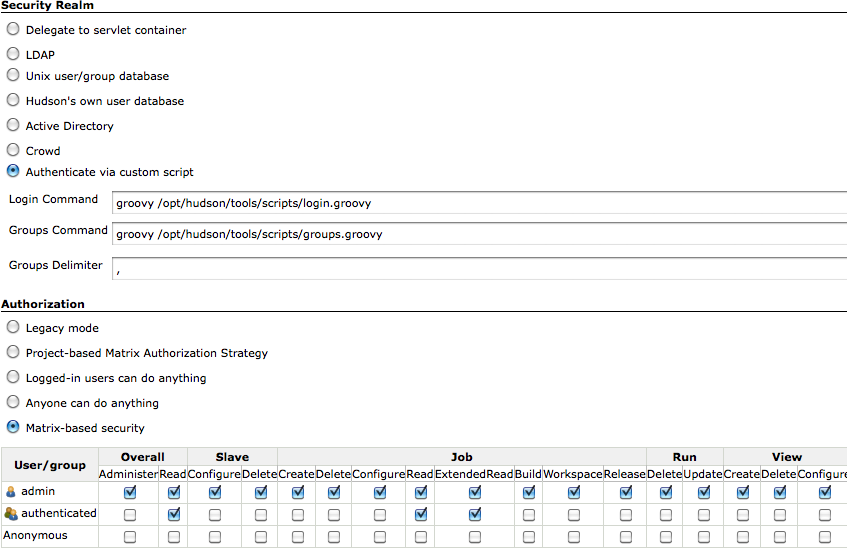 Security Realm
Delegate to servlet container
LDAP
Unix user/group database
Hudson's own user database
Active Directory
Crowd
Authenticate via custom script
Login Command groovy /opt/hudson/tools/scripts/login.groovy
Groups Command groovy /opt/hudson/tools/scripts/groups.groovy
Groups Delimiter ,
Authorization
Legacy mode
Project-based Matrix Authorization Strategy
Logged-in users can do anything
Anyone can do anything
Matrix-based security
User/group Overall Slave Job Run View
Administer Read Configure Delete Create Delete Configure Read ExtendedRead Build Workspace Release Delete Update Create Delete Configure
admin
authenticated
Anonymous